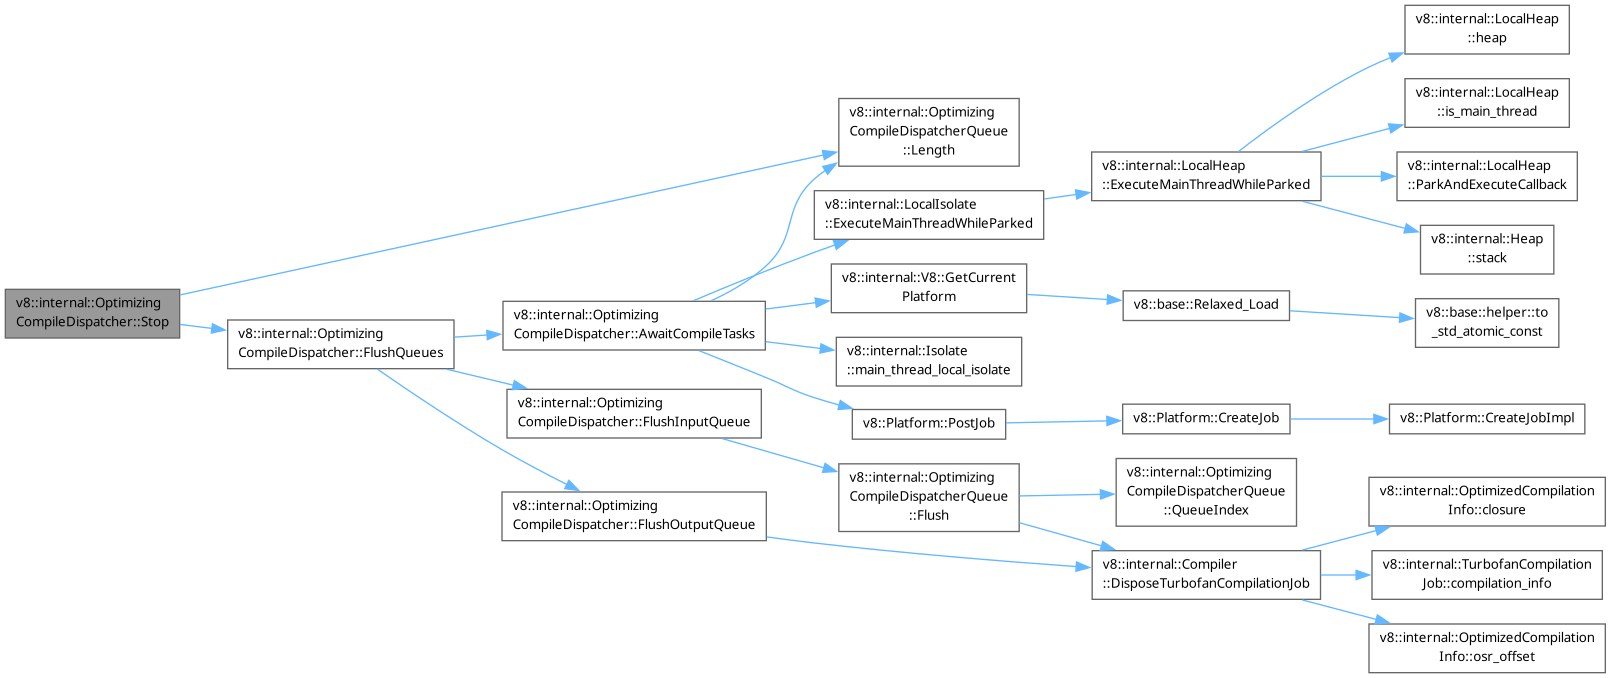 v8::internal::Optimizing
CompileDispatcher::Stop
v8::internal::Optimizing
CompileDispatcher::FlushQueues
v8::internal::Optimizing
CompileDispatcher::AwaitCompileTasks
v8::internal::Optimizing
CompileDispatcher::FlushInputQueue
v8::internal::Optimizing
CompileDispatcher::FlushOutputQueue
v8::internal::Optimizing
CompileDispatcherQueue
::Length
v8::internal::LocalIsolate
::ExecuteMainThreadWhileParked
v8::internal::V8::GetCurrent
Platform
v8::internal::Isolate
::main_thread_local_isolate
v8::Platform::PostJob
v8::internal::Optimizing
CompileDispatcherQueue
::Flush
v8::internal::LocalHeap
::ExecuteMainThreadWhileParked
v8::base::Relaxed_Load
v8::Platform::CreateJob
v8::internal::Optimizing
CompileDispatcherQueue
::QueueIndex
v8::internal::Compiler
::DisposeTurbofanCompilationJob
v8::internal::LocalHeap
::heap
v8::internal::LocalHeap
::is_main_thread
v8::internal::LocalHeap
::ParkAndExecuteCallback
v8::internal::Heap
::stack
v8::base::helper::to
_std_atomic_const
v8::Platform::CreateJobImpl
v8::internal::OptimizedCompilation
Info::closure
v8::internal::TurbofanCompilation
Job::compilation_info
v8::internal::OptimizedCompilation
Info::osr_offset